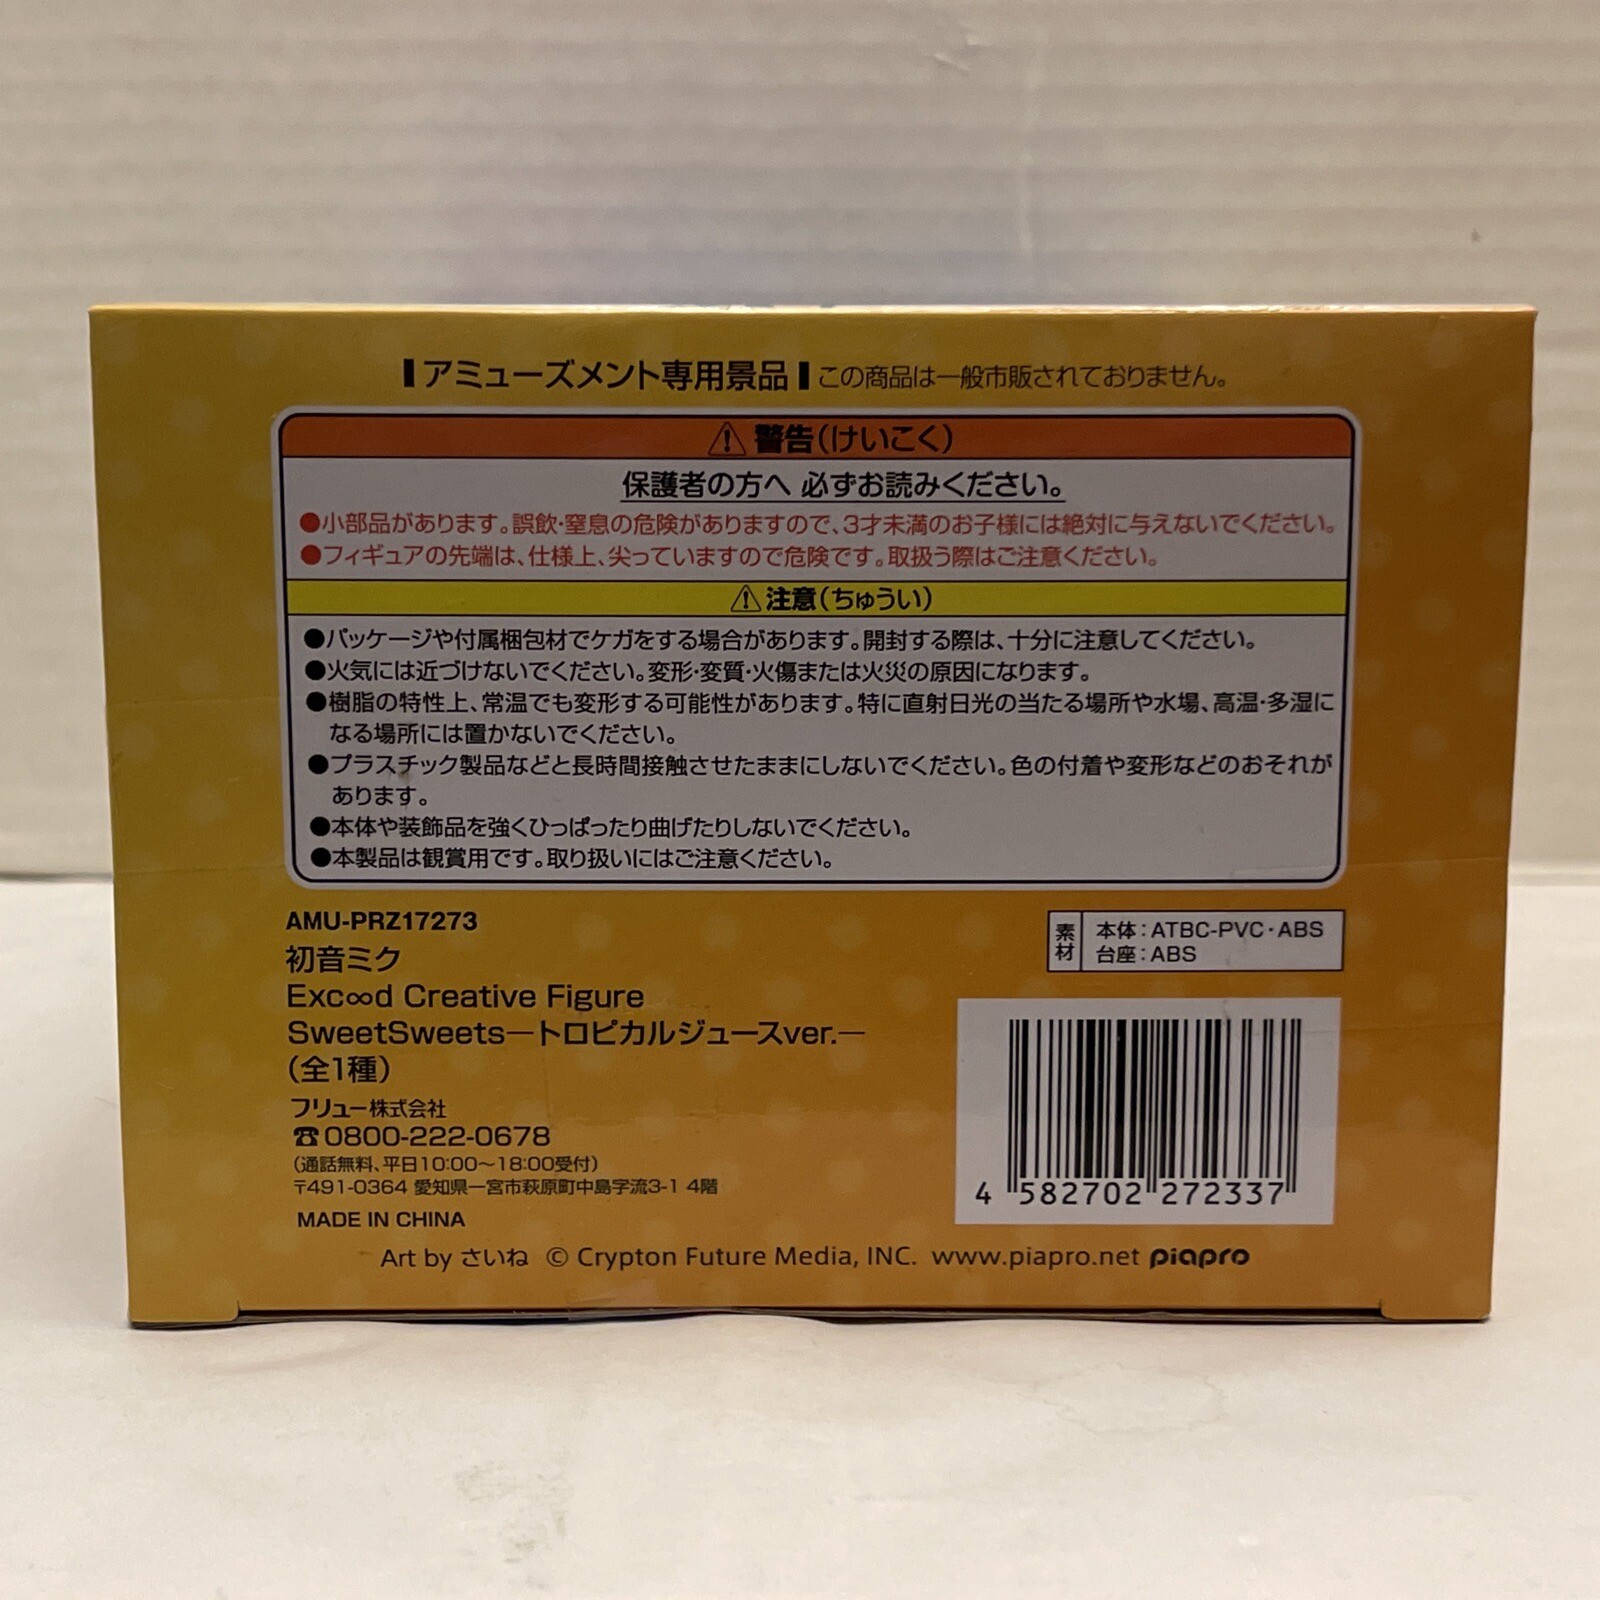 アミューズメント専用景品 この商品は一般市販されておりません。
警告(けいこく)
保護者の方へ 必ずお読みください。
●小部品があります。誤飲・窒息の危険がありますので、3才未満のお子様には絶対に与えないでください。
●フィギュアの先端は、仕様上、尖っていますので危険です。取扱う際はご注意ください。
注意(ちゅうい)
●パッケージや付属梱包材でケガをする場合があります。開封する際は、十分に注意してください。
●火気には近づけないでください。変形・変質・火傷または火災の原因になります。
●樹脂の特性上、常温でも変形する可能性があります。特に直射日光の当たる場所や水場、高温・多湿に
なる場所には置かないでください。
●プラスチック製品などと長時間接触させたままにしないでください。色の付着や変形などのおそれが
あります。
●本体や装飾品を強くひっぱったり曲げたりしないでください。
●本製品は観賞用です。取り扱いにはご注意ください。
AMU-PRZ17273
初音ミク
Exc∞d Creative Figure
SweetSweets―トロピカルジュースver.―
(全1種)
フリュー株式会社
☎0800-222-0678
(通話無料、平日10:00〜18:00受付)
〒491-0364 愛知県一宮市萩原町中島字流3-1 4階
MADE IN CHINA
素材
本体:ATBC-PVC・ABS
台座:ABS
4 582702 272337
Art by さいね © Crypton Future Media, INC. www.piapro.net piapro